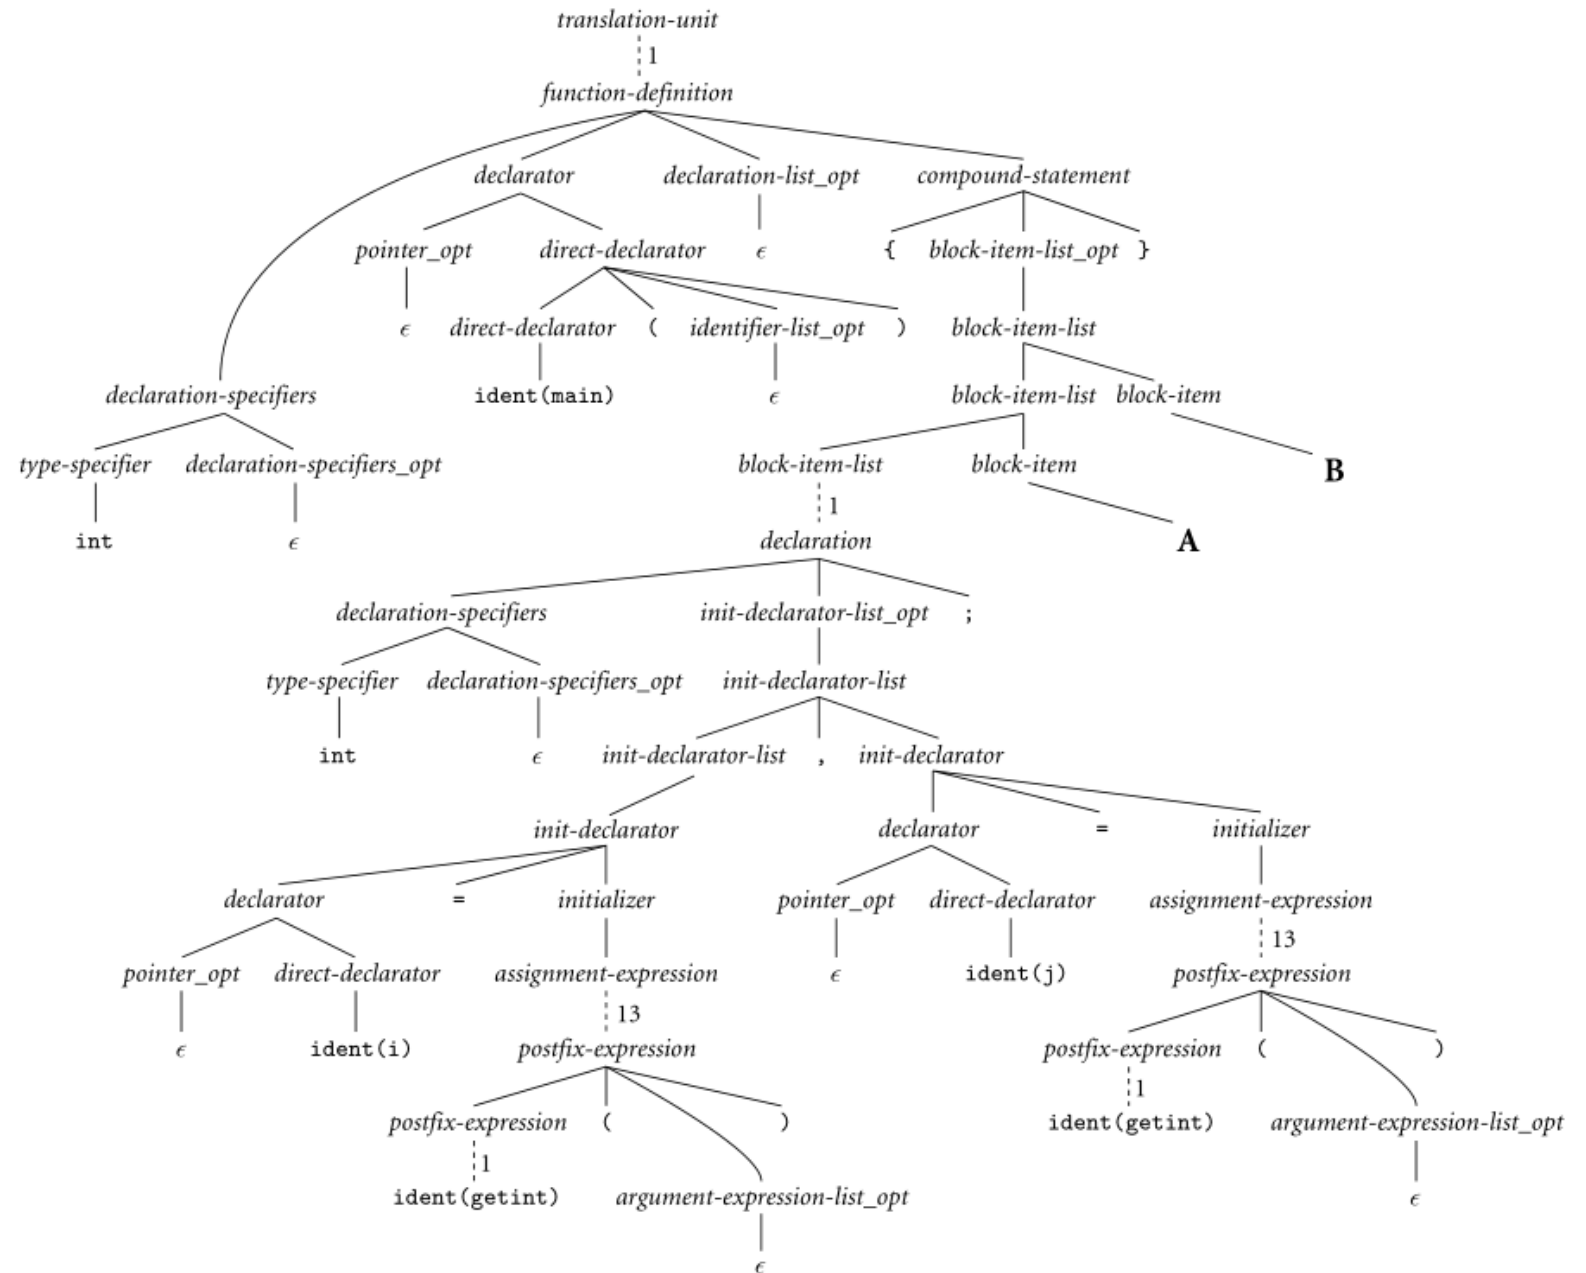 translation-unit
1
function-definition
declarator declaration-list_opt compound-statement
pointer_opt direct-declarator ϵ { block-item-list_opt }
ϵ direct-declarator ( identifier-list_opt ) block-item-list
declaration-specifiers ident(main) ϵ block-item-list block-item
type-specifier declaration-specifiers_opt block-item-list block-item B
1
int ϵ declaration A
declaration-specifiers init-declarator-list_opt ;
type-specifier declaration-specifiers_opt init-declarator-list
int ϵ init-declarator-list , init-declarator
init-declarator declarator = initializer
declarator = initializer pointer_opt direct-declarator assignment-expression
13
pointer_opt direct-declarator assignment-expression ϵ ident(j) postfix-expression
13
ϵ ident(i) postfix-expression postfix-expression ( )
1
postfix-expression ( ) ident(getint) argument-expression-list_opt
1
ident(getint) argument-expression-list_opt ϵ
ϵ